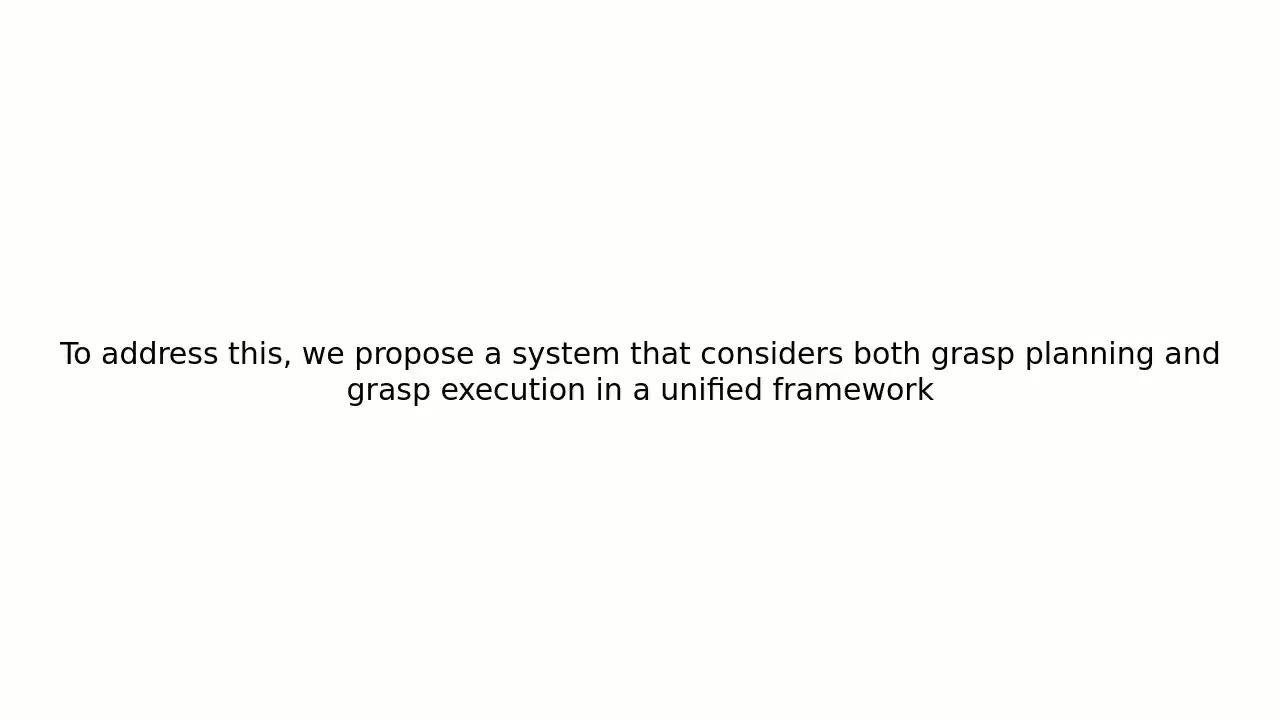 To address this, we propose a system that considers both grasp planning and
grasp execution in a unified framework